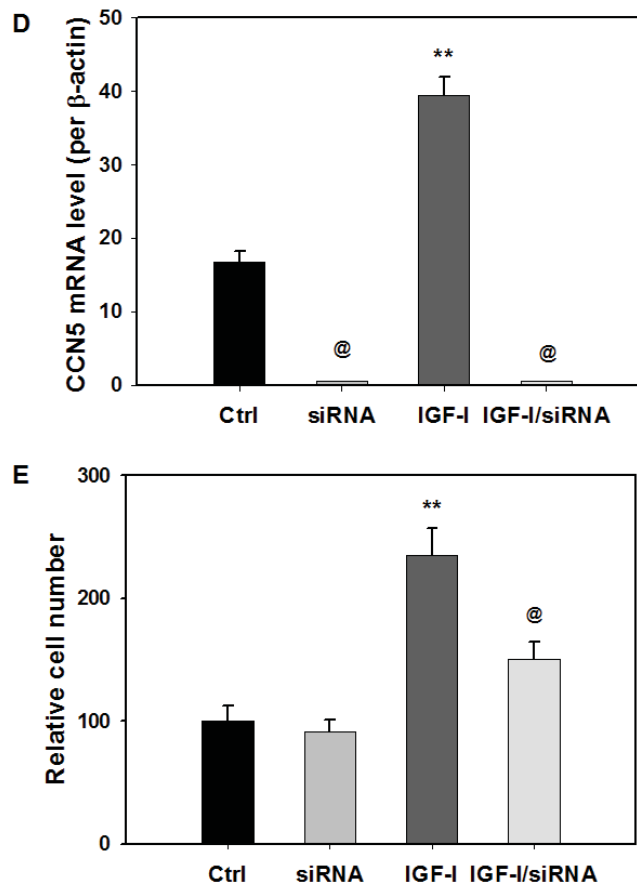 D
CCN5 mRNA level (per β-actin)
50
40
30
20
10
0
**
@
@
Ctrl siRNA IGF-I IGF-I/siRNA
E
Relative cell number
300
200
100
0
**
@
Ctrl siRNA IGF-I IGF-I/siRNA